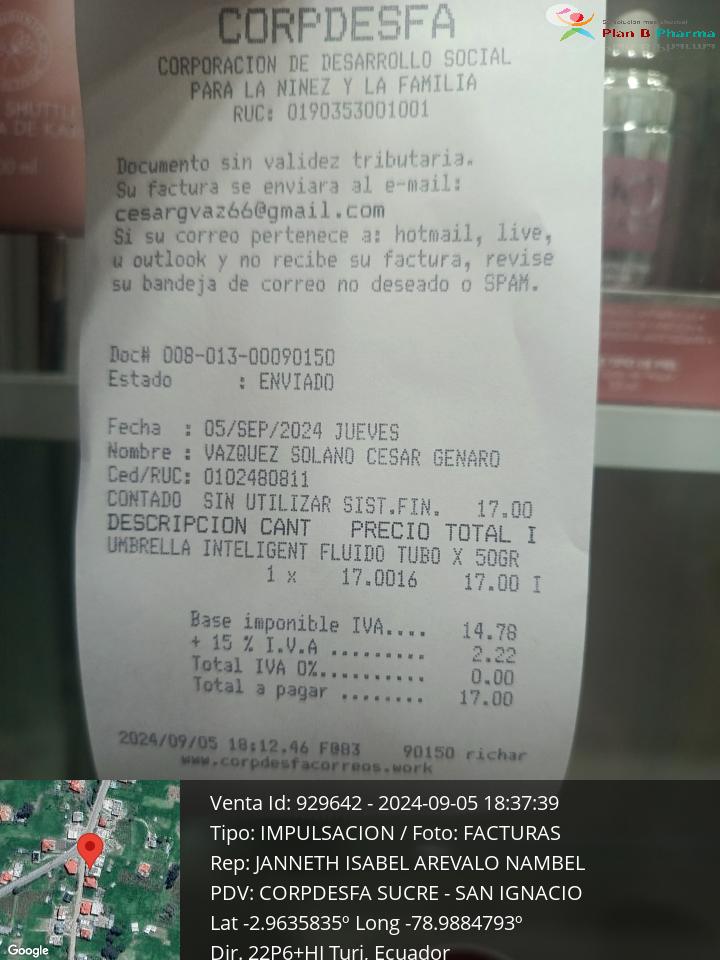 CORPDESFA
CORPORACION DE DESARROLLO SOCIAL
PARA LA NINEZ Y LA FAMILIA
RUC: 0190353001001
Documento sin validez tributaria.
Su factura se enviara al e-mail:
cesargvaz66@gmail.com
Si su correo pertenece a: hotmail, live,
u outlook y no recibe su factura, revise
su bandeja de correo no deseado o SPAM.
Doc# 008-013-00090150
Estado : ENVIADO
Fecha : 05/SEP/2024 JUEVES
Nombre : VAZQUEZ SOLANO CESAR GENARO
Ced/RUC: 0102480811
CONTADO SIN UTILIZAR SIST.FIN. 17.00
DESCRIPCION CANT PRECIO TOTAL I
UMBRELLA INTELIGENT FLUIDO TUBO X 50GR
1 x 17.0016 17.00 I
Base imponible IVA.... 14.78
+ 15 % I.V.A ......... 2.22
Total IVA 0%.......... 0.00
Total a pagar ........ 17.00
2024/09/05 18:12.46 F003 90150 richar
www.corpdesfacorreos.work
Plan B Pharma
SHUTTL
A DE KA
Venta Id: 929642 - 2024-09-05 18:37:39
Tipo: IMPULSACION / Foto: FACTURAS
Rep: JANNETH ISABEL AREVALO NAMBEL
PDV: CORPDESFA SUCRE - SAN IGNACIO
Lat -2.9635835º Long -78.9884793º
Dir. 22P6+HJ Turi, Ecuador
Google